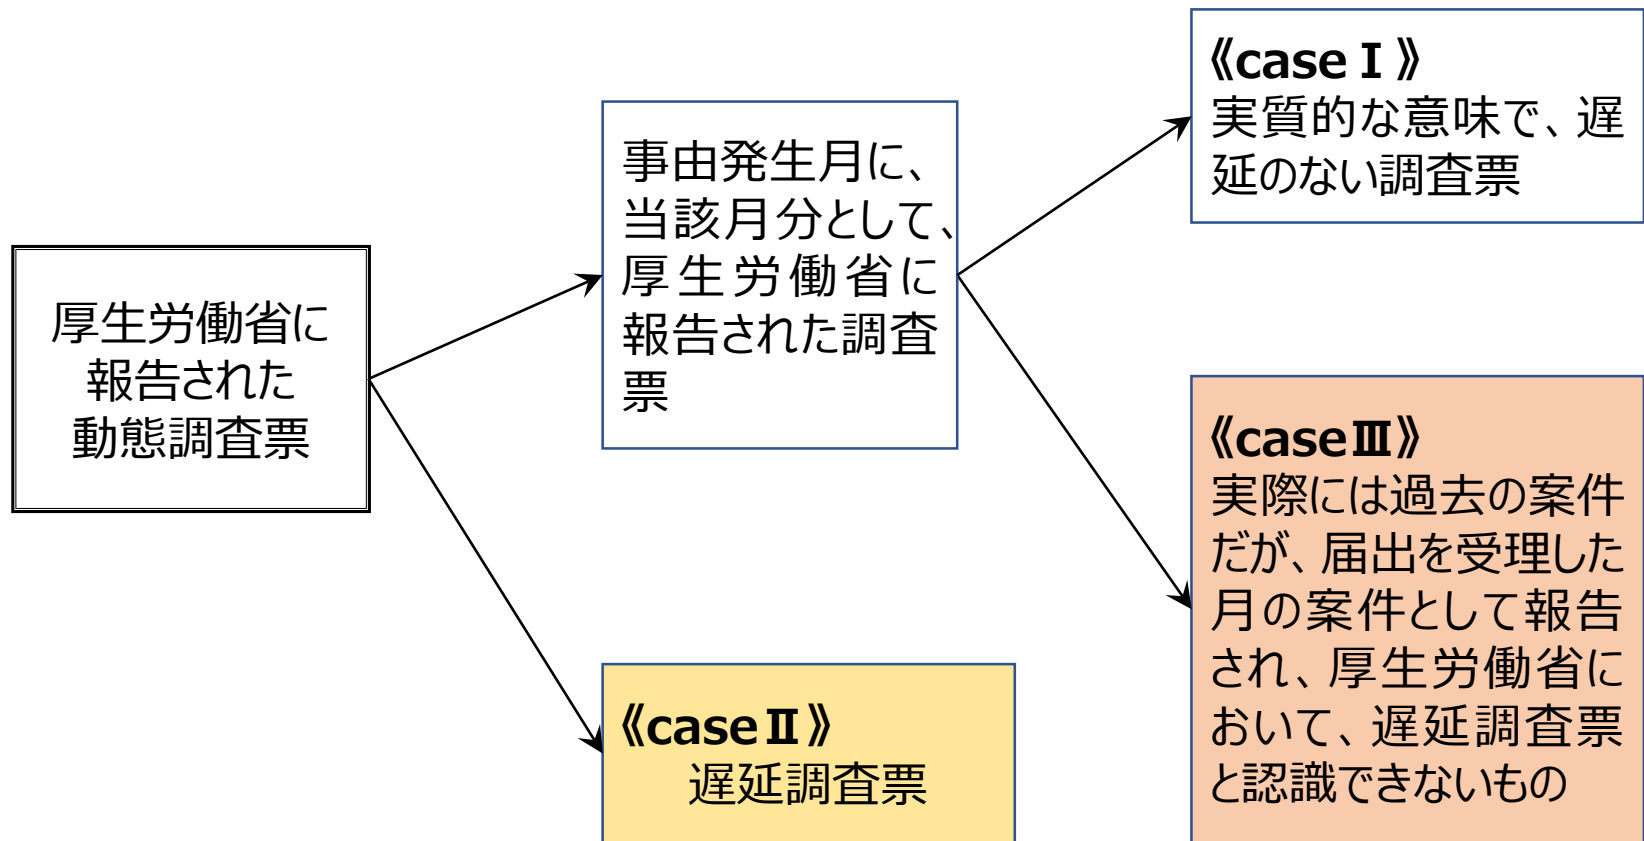 厚生労働省に
報告された
動態調査票
事由発生月に、
当該月分として、
厚生労働省に
報告された調査
票
《caseⅠ》
実質的な意味で、遅
延のない調査票
《caseⅡ》
遅延調査票
《caseⅢ》
実際には過去の案件
だが、届出を受理した
月の案件として報告
され、厚生労働省に
おいて、遅延調査票
と認識できないもの